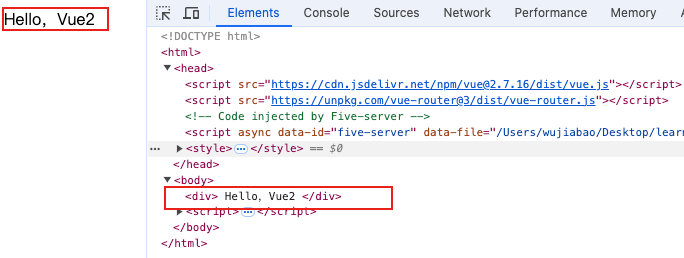 Hello，Vue2
Elements Console Sources Network Performance Memory
<!DOCTYPE html>
<html>
<head>
<script src="https://cdn.jsdelivr.net/npm/vue@2.7.16/dist/vue.js"></script>
<script src="https://unpkg.com/vue-router@3/dist/vue-router.js"></script>
<!-- Code injected by Five-server -->
<script async data-id="five-server" data-file="/Users/wujiabao/Desktop/lear
<style> … </style> == $0
</head>
<body>
<div> Hello，Vue2 </div>
<script> … </script>
</body>
</html>